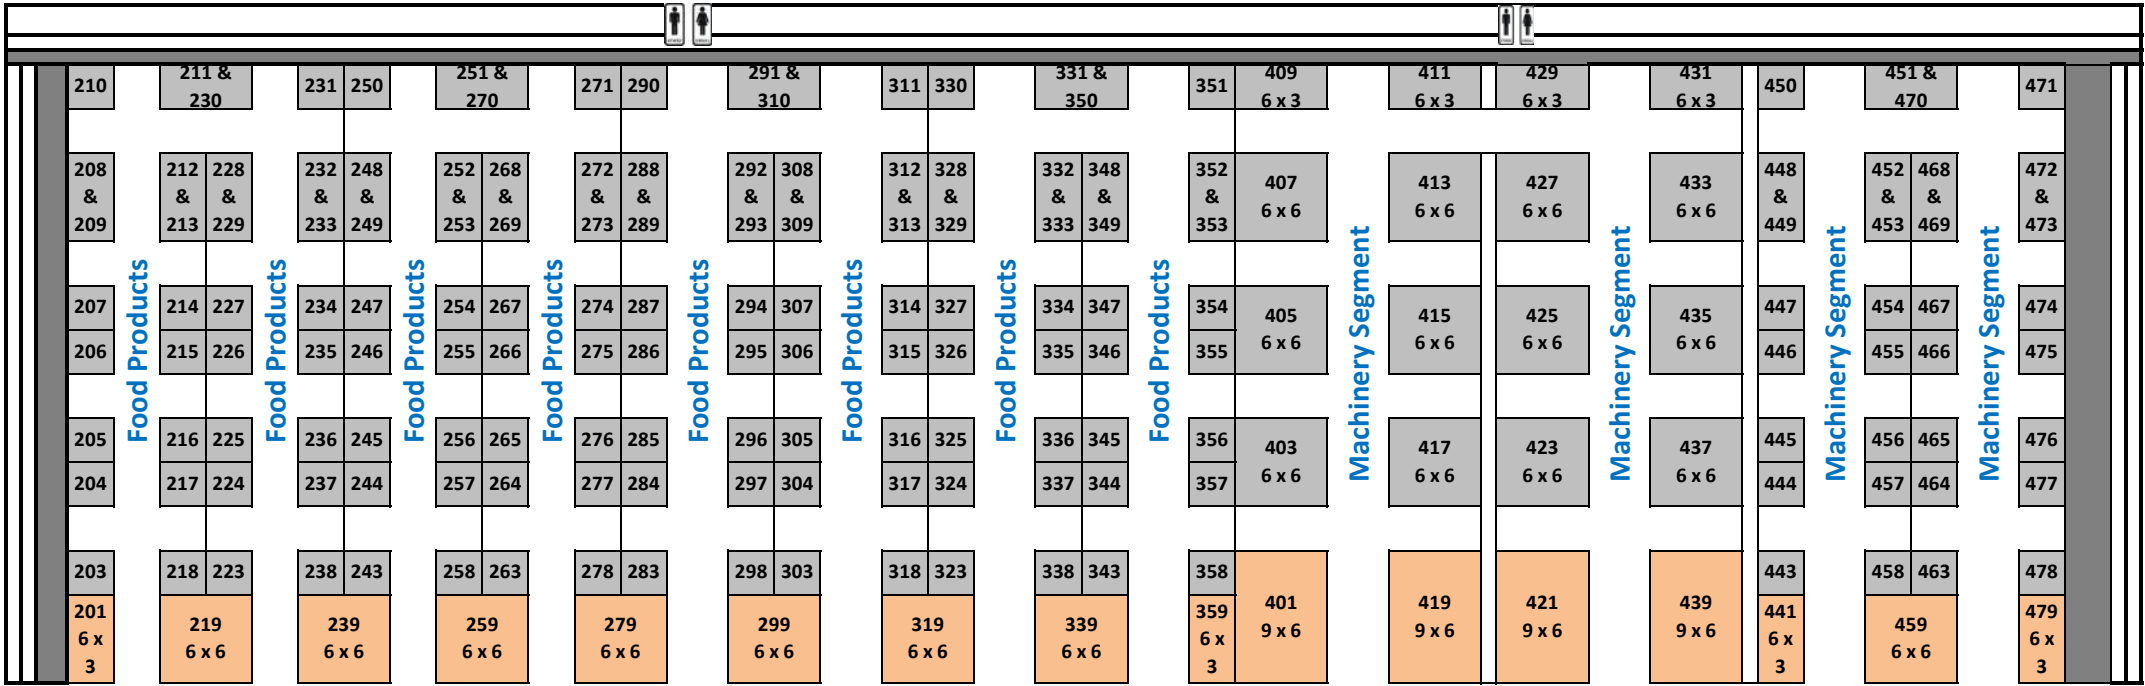 210 211 & 231 250 251 & 271 290 291 & 311 330 331 & 351 409 411 429 431 450 451 & 471
230 270 310 350 6 x 3 6 x 3 6 x 3 6 x 3 470
208 212 228 232 248 252 268 272 288 292 308 312 328 332 348 352 407 413 427 433 448 452 468 472
& & & & & & & & & & & & & & & & 6 x 6 6 x 6 6 x 6 6 x 6 & & & &
209 213 229 233 249 253 269 273 289 293 309 313 329 333 349 353 449 453 469 473
Food Products
Food Products
Food Products
Food Products
Food Products
Food Products
Food Products
Food Products
Machinery Segment
Machinery Segment
Machinery Segment
Machinery Segment
207 214 227 234 247 254 267 274 287 294 307 314 327 334 347 354 405 415 425 435 447 454 467 474
206 215 226 235 246 255 266 275 286 295 306 315 326 335 346 355 6 x 6 6 x 6 6 x 6 6 x 6 446 455 466 475
205 216 225 236 245 256 265 276 285 296 305 316 325 336 345 356 403 417 423 437 445 456 465 476
204 217 224 237 244 257 264 277 284 297 304 317 324 337 344 357 6 x 6 6 x 6 6 x 6 6 x 6 444 457 464 477
203 218 223 238 243 258 263 278 283 298 303 318 323 338 343 358 401 419 421 439 443 458 463 478
9 x 6 9 x 6 9 x 6 9 x 6
201 219 239 259 279 299 319 339 359 441 459 479
6 x 6 x 6 6 x 6 6 x 6 6 x 6 6 x 6 6 x 6 6 x 6 6 x 6 x 6 x 6 6 x
3 3 3 3